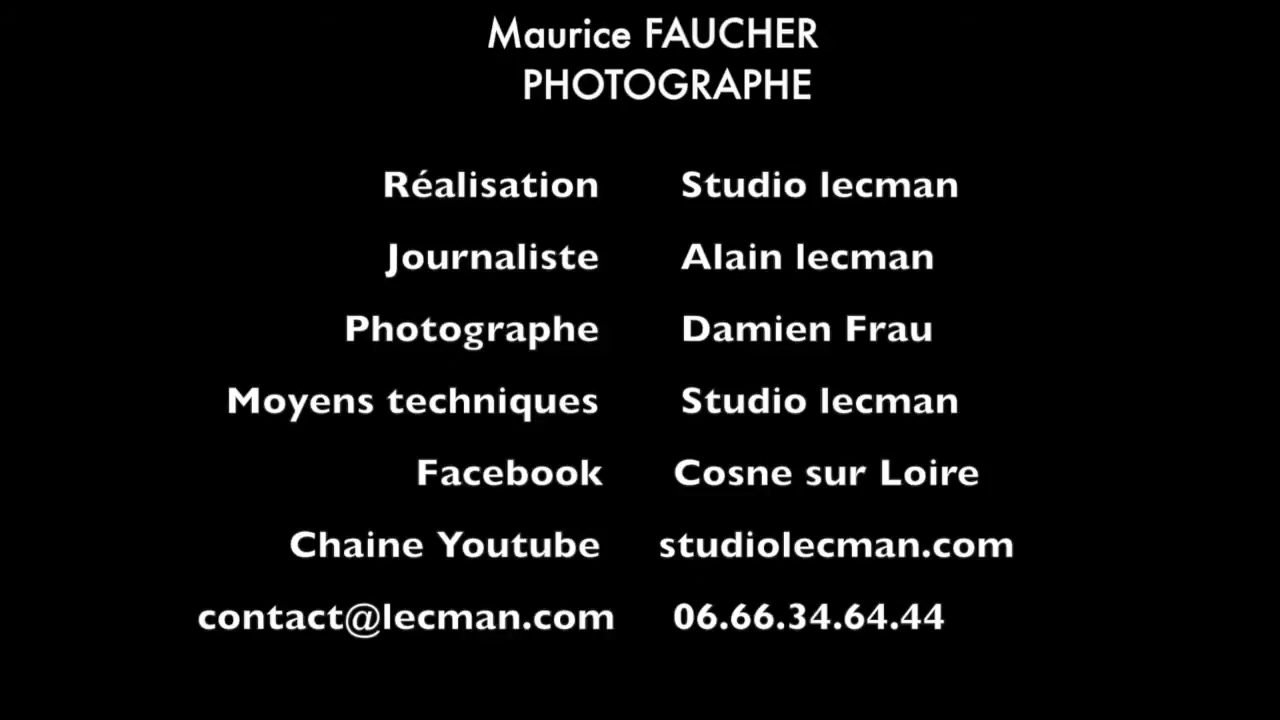 Maurice FAUCHER
PHOTOGRAPHE
Réalisation Studio lecman
Journaliste Alain lecman
Photographe Damien Frau
Moyens techniques Studio lecman
Facebook Cosne sur Loire
Chaine Youtube studiolecman.com
contact@lecman.com 06.66.34.64.44